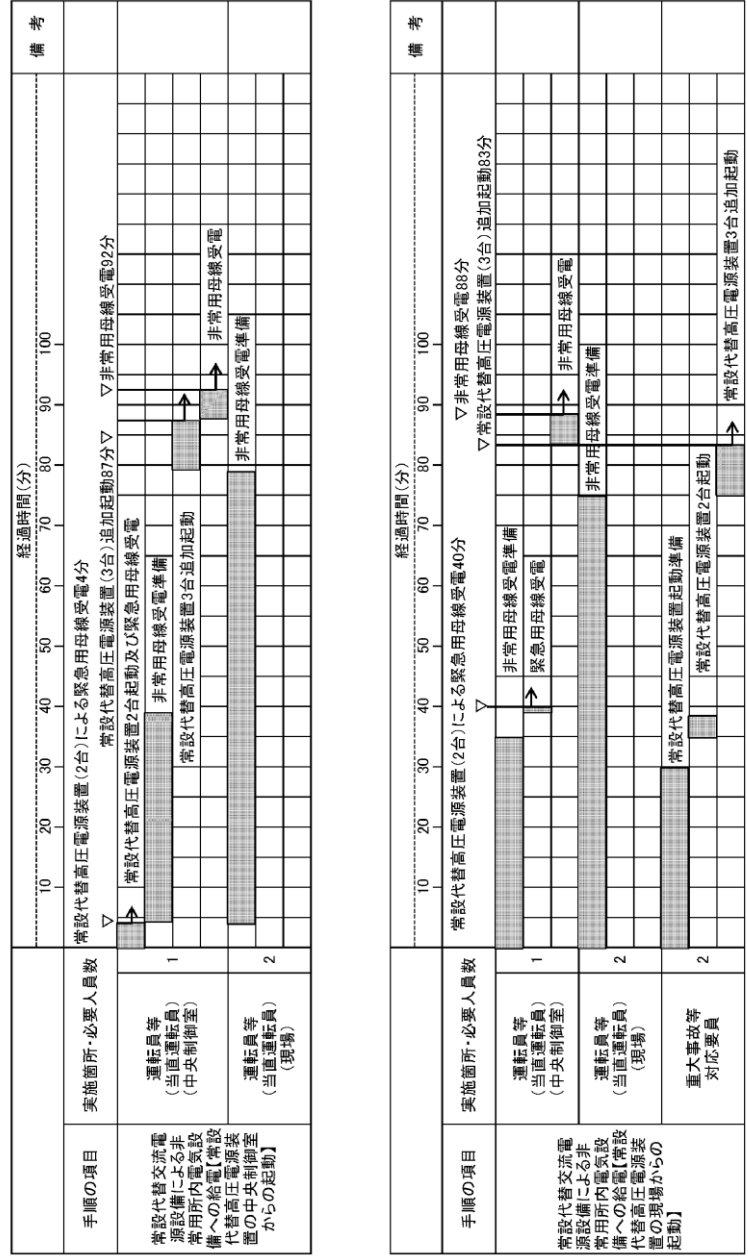 手順の項目
実施箇所・必要人員数
経過時間(分)
10 20 30 40 50 60 70 80 90 100
備 考
常設代替高圧電源装置(2台)による緊急用母線受電4分
▽
常設代替高圧電源装置(3台)追加起動87分▽
▽非常用母線受電92分
常設代替交流電
源設備による非
常用所内電気設
備への給電【常設
代替高圧電源装
置の中央制御室
からの起動】
運転員等
(当直運転員)
(中央制御室)
1
常設代替高圧電源装置2台起動及び緊急用母線受電
非常用母線受電準備
常設代替高圧電源装置3台追加起動
非常用母線受電
運転員等
(当直運転員)
(現場)
2
非常用母線受電準備
手順の項目
実施箇所・必要人員数
経過時間(分)
10 20 30 40 50 60 70 80 90 100
備 考
常設代替高圧電源装置(2台)による緊急用母線受電40分
▽
▽非常用母線受電88分
▽常設代替高圧電源装置(3台)追加起動83分
常設代替交流電
源設備による非
常用所内電気設
備への給電【常設
代替高圧電源装
置の現場からの
起動】
運転員等
(当直運転員)
(中央制御室)
1
非常用母線受電準備
緊急用母線受電
非常用母線受電
運転員等
(当直運転員)
(現場)
2
非常用母線受電準備
重大事故等
対応要員
2
常設代替高圧電源装置起動準備
常設代替高圧電源装置2台起動
常設代替高圧電源装置3台追加起動